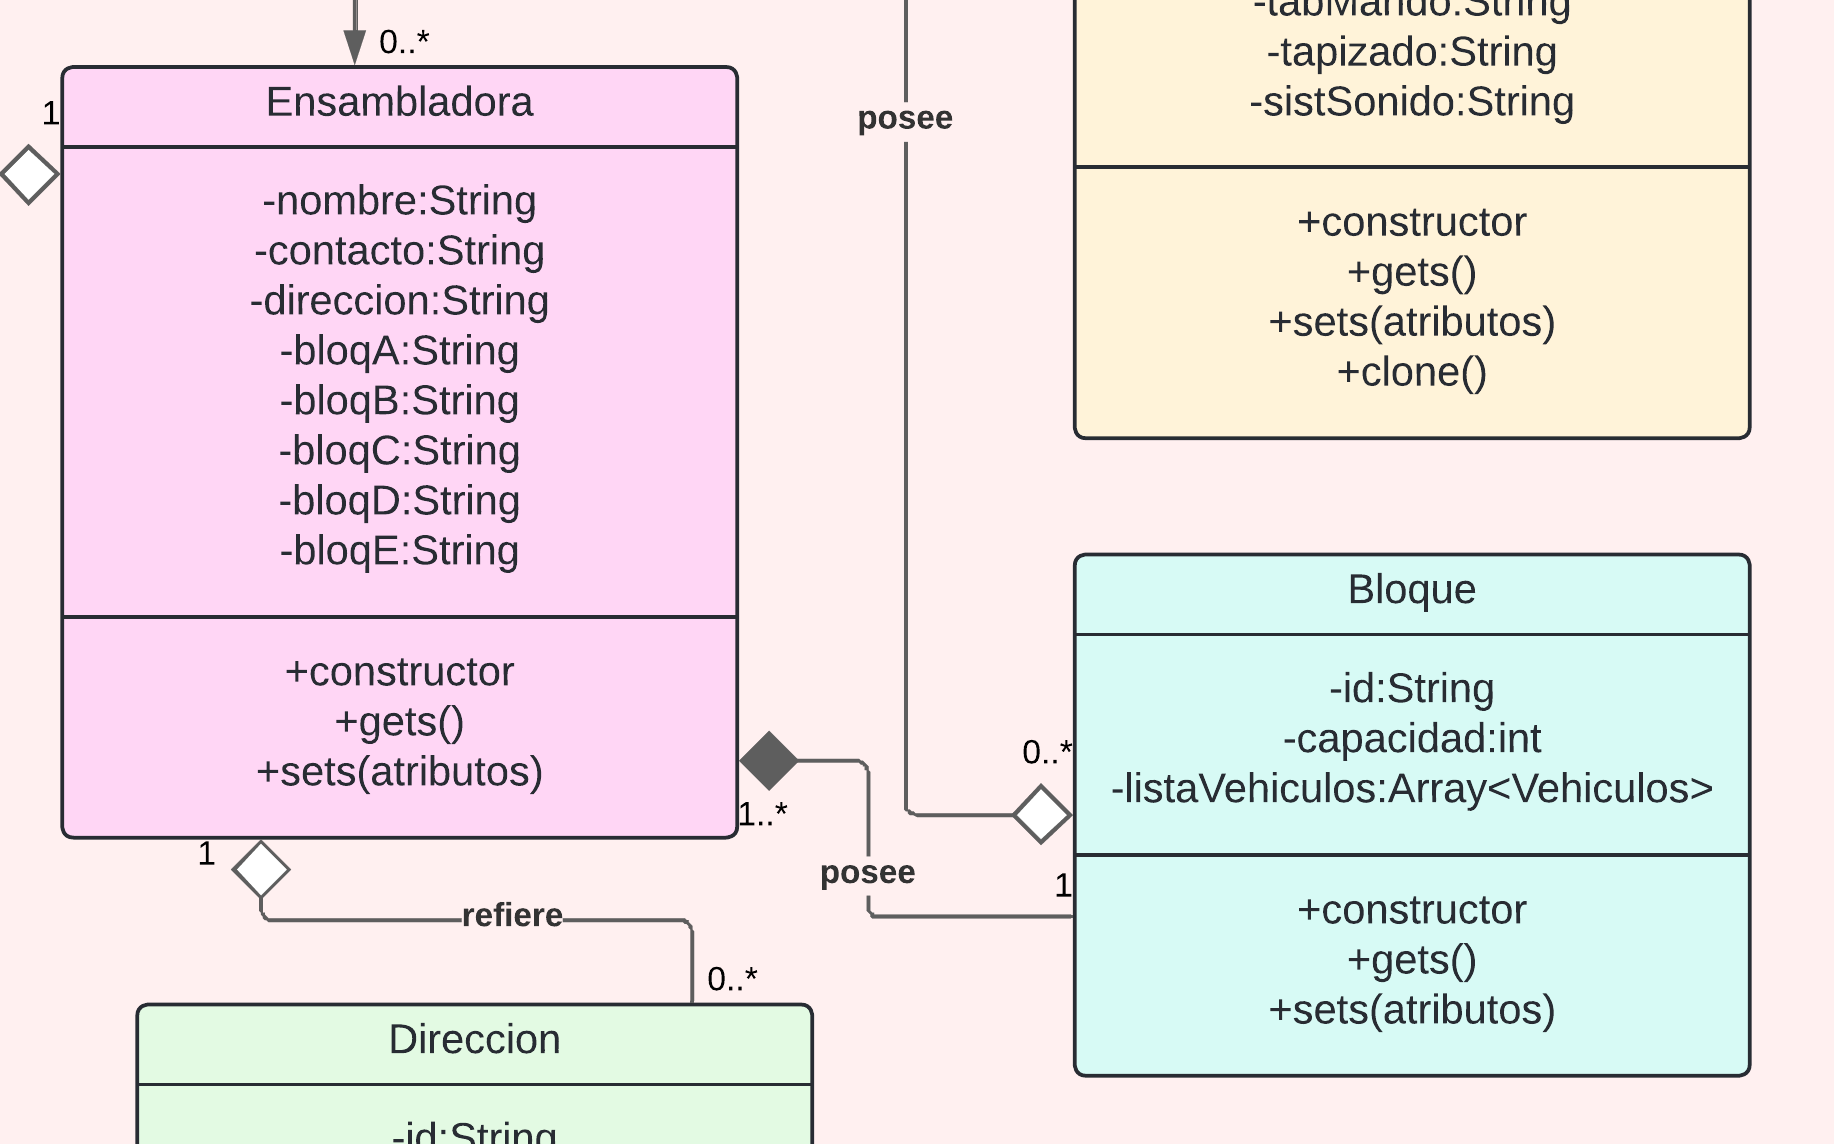 0..*
1
Ensambladora
-nombre:String
-contacto:String
-direccion:String
-bloqA:String
-bloqB:String
-bloqC:String
-bloqD:String
-bloqE:String
+constructor
+gets()
+sets(atributos)
1..*
1
refiere
0..*
Direccion
-id:String
posee
posee
-tabMando:String
-tapizado:String
-sistSonido:String
+constructor
+gets()
+sets(atributos)
+clone()
0..*
1
Bloque
-id:String
-capacidad:int
-listaVehiculos:Array<Vehiculos>
+constructor
+gets()
+sets(atributos)